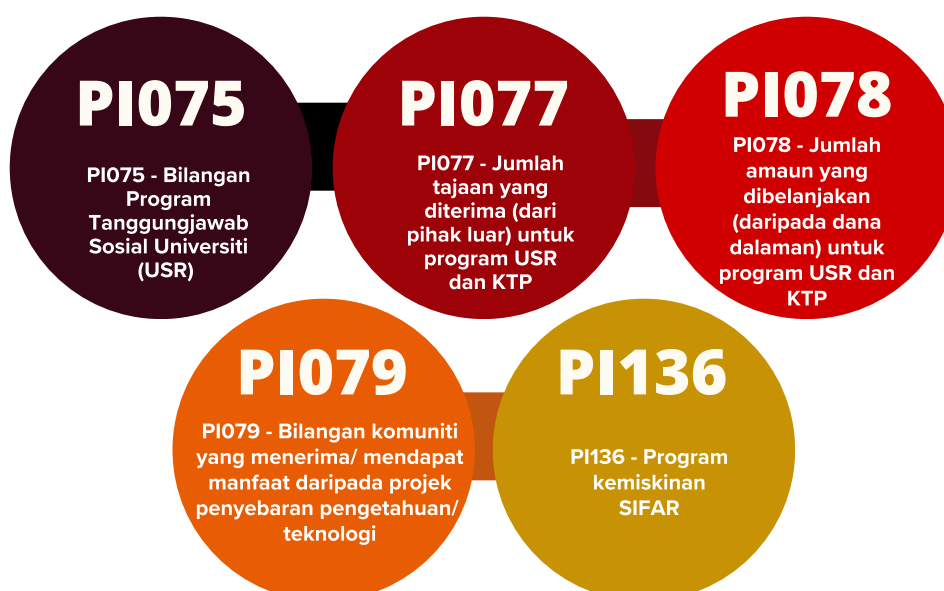 PI075
PI075 - Bilangan
Program
Tanggungjawab
Sosial Universiti
(USR)
PI077
PI077 - Jumlah
tajaan yang
diterima (dari
pihak luar) untuk
program USR
dan KTP
PI078
PI078 - Jumlah
amaun yang
dibelanjakan
(daripada dana
dalaman) untuk
program USR dan
KTP
PI079
PI079 - Bilangan komuniti
yang menerima/ mendapat
manfaat daripada projek
penyebaran pengetahuan/
teknologi
PI136
PI136 - Program
kemiskinan
SIFAR